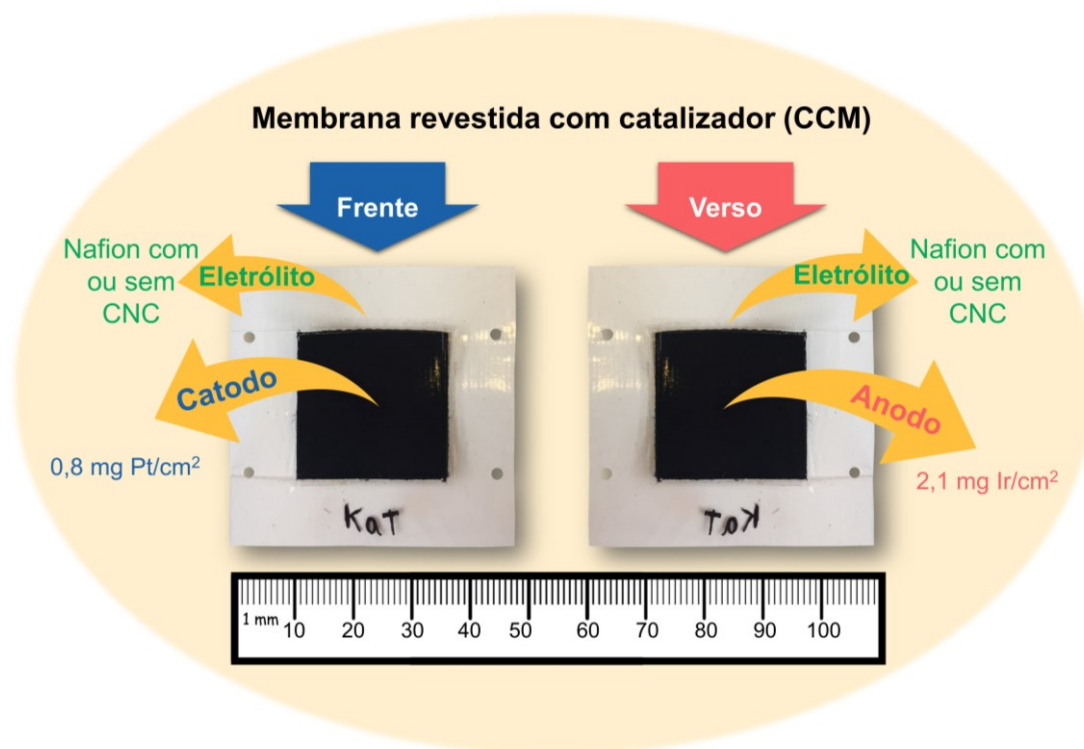 Membrana revestida com catalizador (CCM)
Frente
Verso
Nafion com
ou sem
CNC
Eletrólito
Eletrólito
Nafion com
ou sem
CNC
Catodo
Anodo
0,8 mg Pt/cm²
2,1 mg Ir/cm²
KaT
KaT
1 mm 10 20 30 40 50 60 70 80 90 100